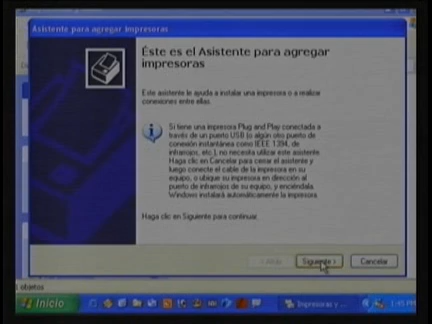 Asistente para agregar impresoras
Éste es el Asistente para agregar
impresoras
Este asistente le ayuda a instalar una impresora o a realizar
conexiones entre ellas.
Si tiene una impresora Plug and Play conectada a
través de un puerto USB (o algún otro puerto de
conexión instantánea como IEEE 1394, de
infrarrojos, etc.), no necesita utilizar este asistente.
Haga clic en Cancelar para cerrar el asistente y
luego conecte el cable de la impresora en su
equipo, o ubique su impresora en dirección al
puerto de infrarrojos de su equipo, y enciéndala.
Windows instalará automáticamente la impresora.
Haga clic en Siguiente para continuar.
< Atrás
Siguiente >
Cancelar
objetos
Inicio
Impresoras y ...
1:45 PM